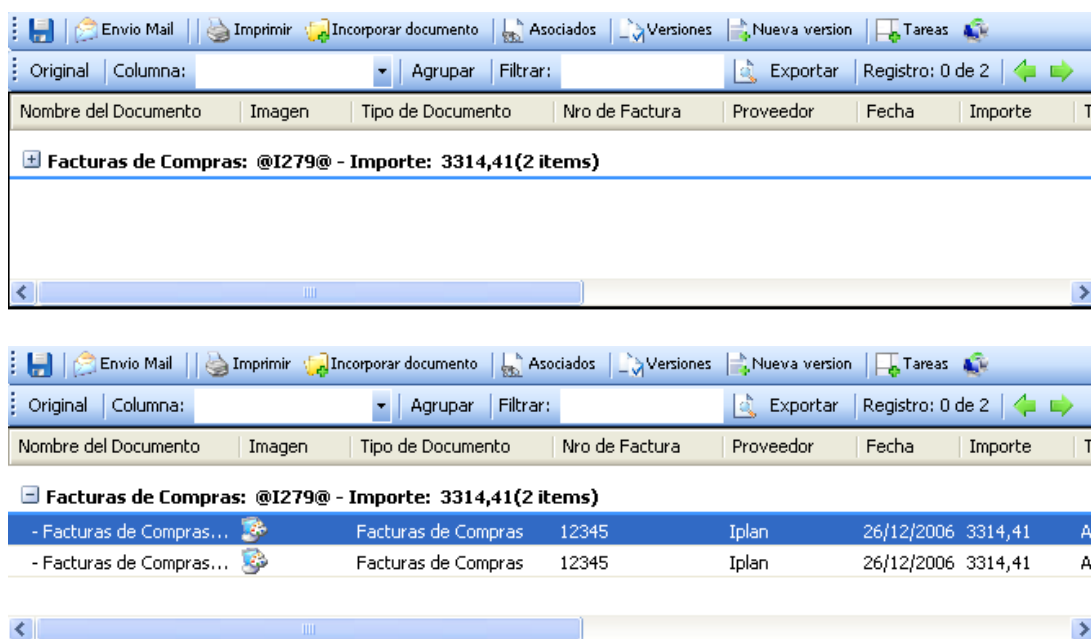 Envio Mail Imprimir Incorporar documento Asociados Versiones Nueva version Tareas
Original Columna: Agrupar Filtrar: Exportar Registro: 0 de 2
Nombre del Documento Imagen Tipo de Documento Nro de Factura Proveedor Fecha Importe T
Facturas de Compras: @I279@ - Importe: 3314,41(2 items)
Envio Mail Imprimir Incorporar documento Asociados Versiones Nueva version Tareas
Original Columna: Agrupar Filtrar: Exportar Registro: 0 de 2
Nombre del Documento Imagen Tipo de Documento Nro de Factura Proveedor Fecha Importe T
Facturas de Compras: @I279@ - Importe: 3314,41(2 items)
- Facturas de Compras... Facturas de Compras 12345 Iplan 26/12/2006 3314,41 A
- Facturas de Compras... Facturas de Compras 12345 Iplan 26/12/2006 3314,41 A